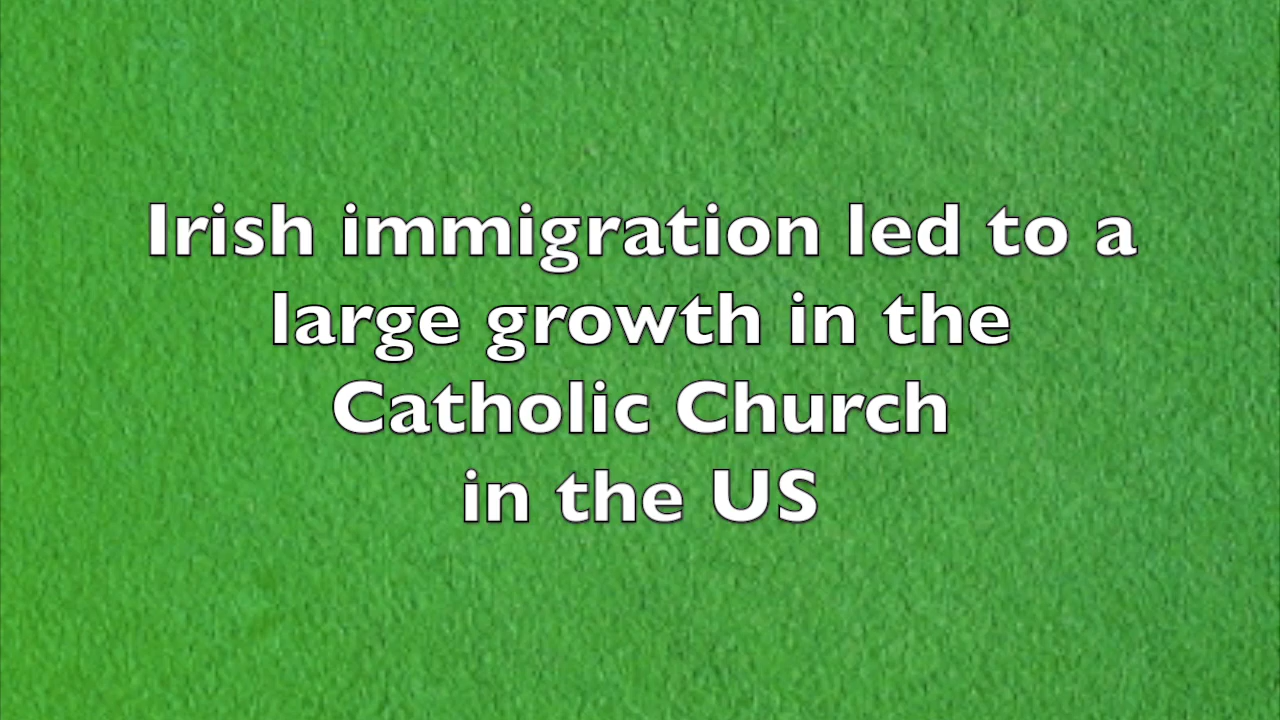 Irish immigration led to a
large growth in the
Catholic Church
in the US